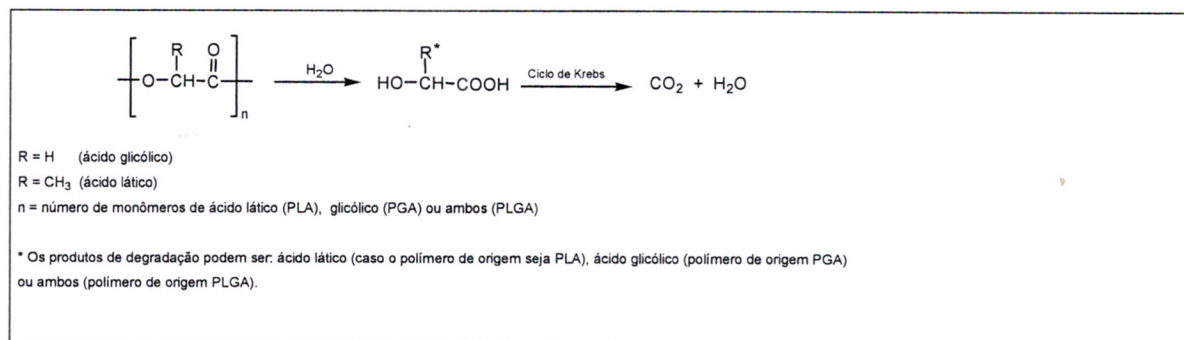 R O
-O-CH-C-
n
H₂O
R*
HO-CH-COOH
Ciclo de Krebs
CO₂ + H₂O
R = H (ácido glicólico)
R = CH₃ (ácido lático)
n = número de monômeros de ácido lático (PLA), glicólico (PGA) ou ambos (PLGA)
* Os produtos de degradação podem ser: ácido lático (caso o polímero de origem seja PLA), ácido glicólico (polímero de origem PGA)
ou ambos (polímero de origem PLGA).